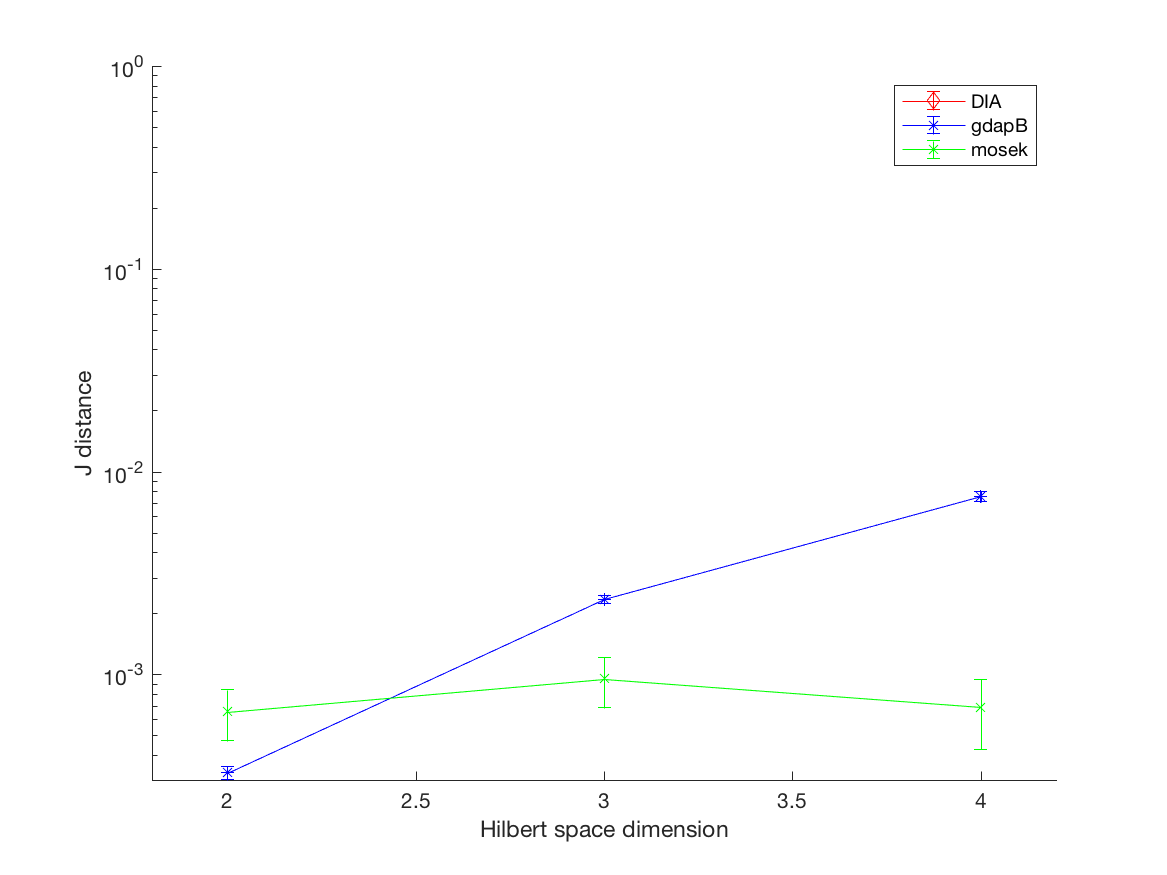 10^0
10^-1
10^-2
10^-3
J distance
DIA
gdapB
mosek
2
2.5
3
3.5
4
Hilbert space dimension